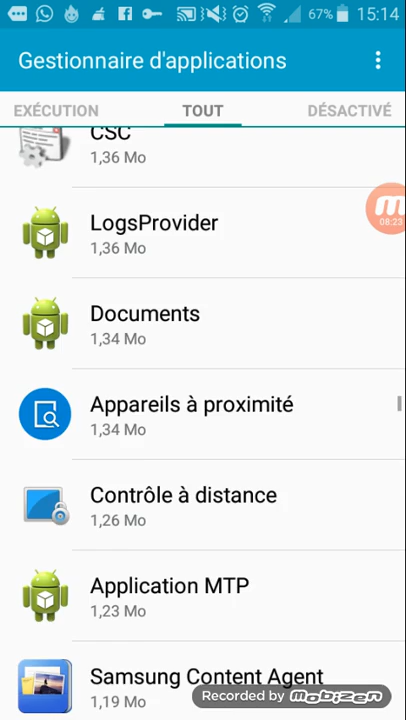 67% 15:14
Gestionnaire d'applications
EXÉCUTION TOUT DÉSACTIVÉ
CSC
1,36 Mo
08:23
LogsProvider
1,36 Mo
Documents
1,34 Mo
Appareils à proximité
1,34 Mo
Contrôle à distance
1,26 Mo
Application MTP
1,23 Mo
Samsung Content Agent
1,19 Mo
Recorded by mobizen